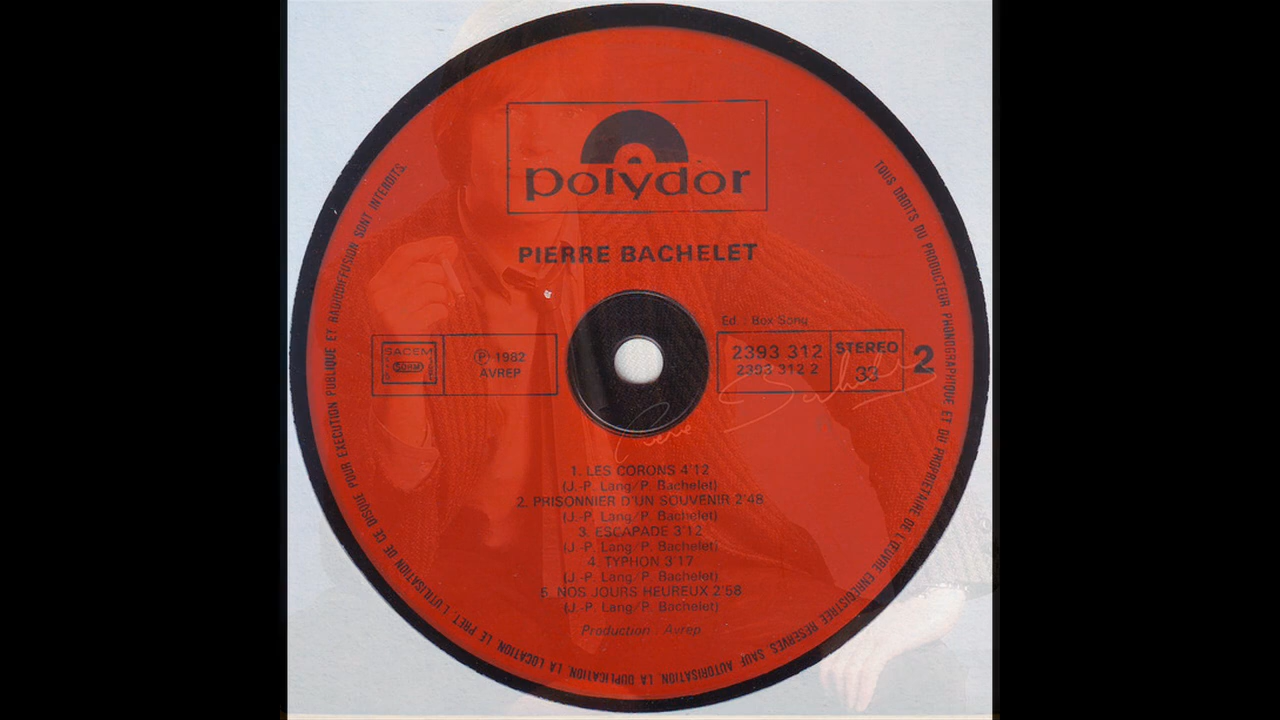 polydor
PIERRE BACHELET
SACEM
SDRM
Ⓟ 1982
AVREP
Ed. : Box Song
2393 312
2393 312 2
STEREO
33
2
1. LES CORONS 4'12
(J.-P. Lang/P. Bachelet)
2. PRISONNIER D'UN SOUVENIR 2'48
(J.-P. Lang/P. Bachelet)
3. ESCAPADE 3'12
(J.-P. Lang/P. Bachelet)
4. TYPHON 3'17
(J.-P. Lang/P. Bachelet)
5. NOS JOURS HEUREUX 2'58
(J.-P. Lang/P. Bachelet)
Production : Avrep
TOUS DROITS DU PRODUCTEUR PHONOGRAPHIQUE ET DU PROPRIETAIRE DE L'ŒUVRE ENREGISTREE RESERVES. SAUF AUTORISATION, LA DUPLICATION, LA LOCATION, LE PRET, L'UTILISATION DE CE DISQUE POUR EXECUTION PUBLIQUE ET RADIODIFFUSION SONT INTERDITS.
Pierre Bachelet